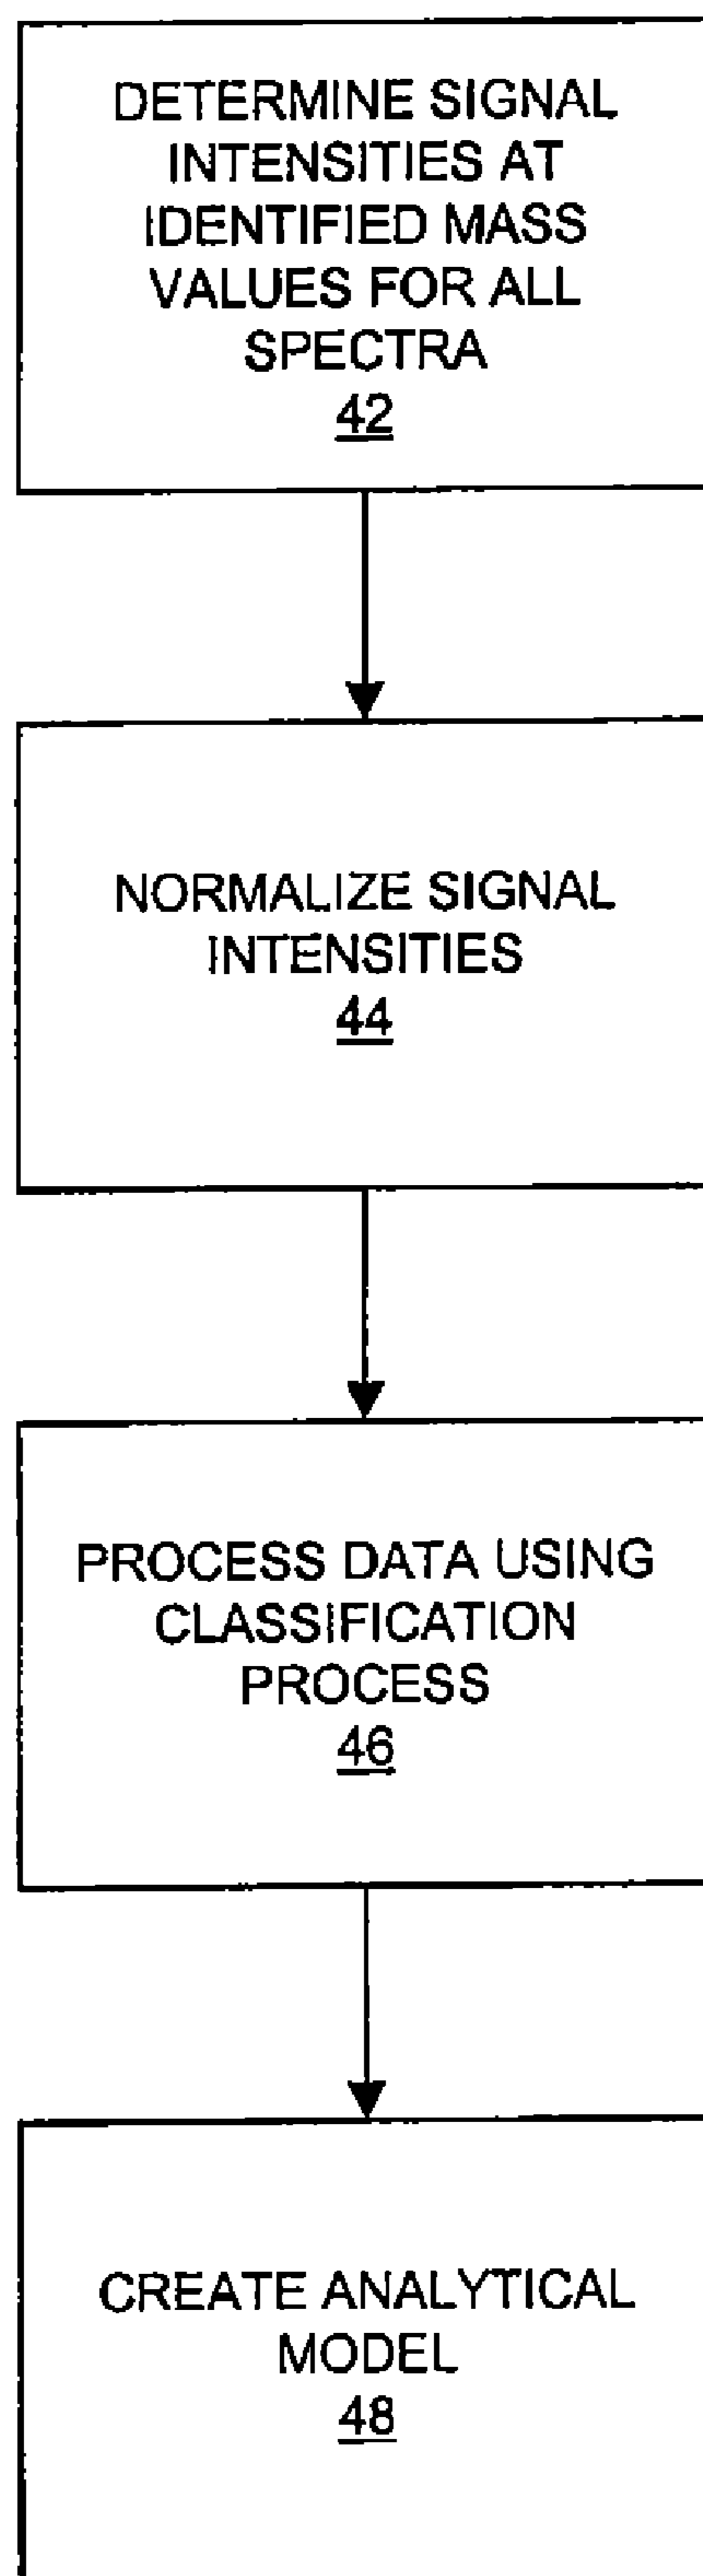 DETERMINE SIGNAL
INTENSITIES AT
IDENTIFIED MASS
VALUES FOR ALL
SPECTRA
42
NORMALIZE SIGNAL
INTENSITIES
44
PROCESS DATA USING
CLASSIFICATION
PROCESS
46
CREATE ANALYTICAL
MODEL
48